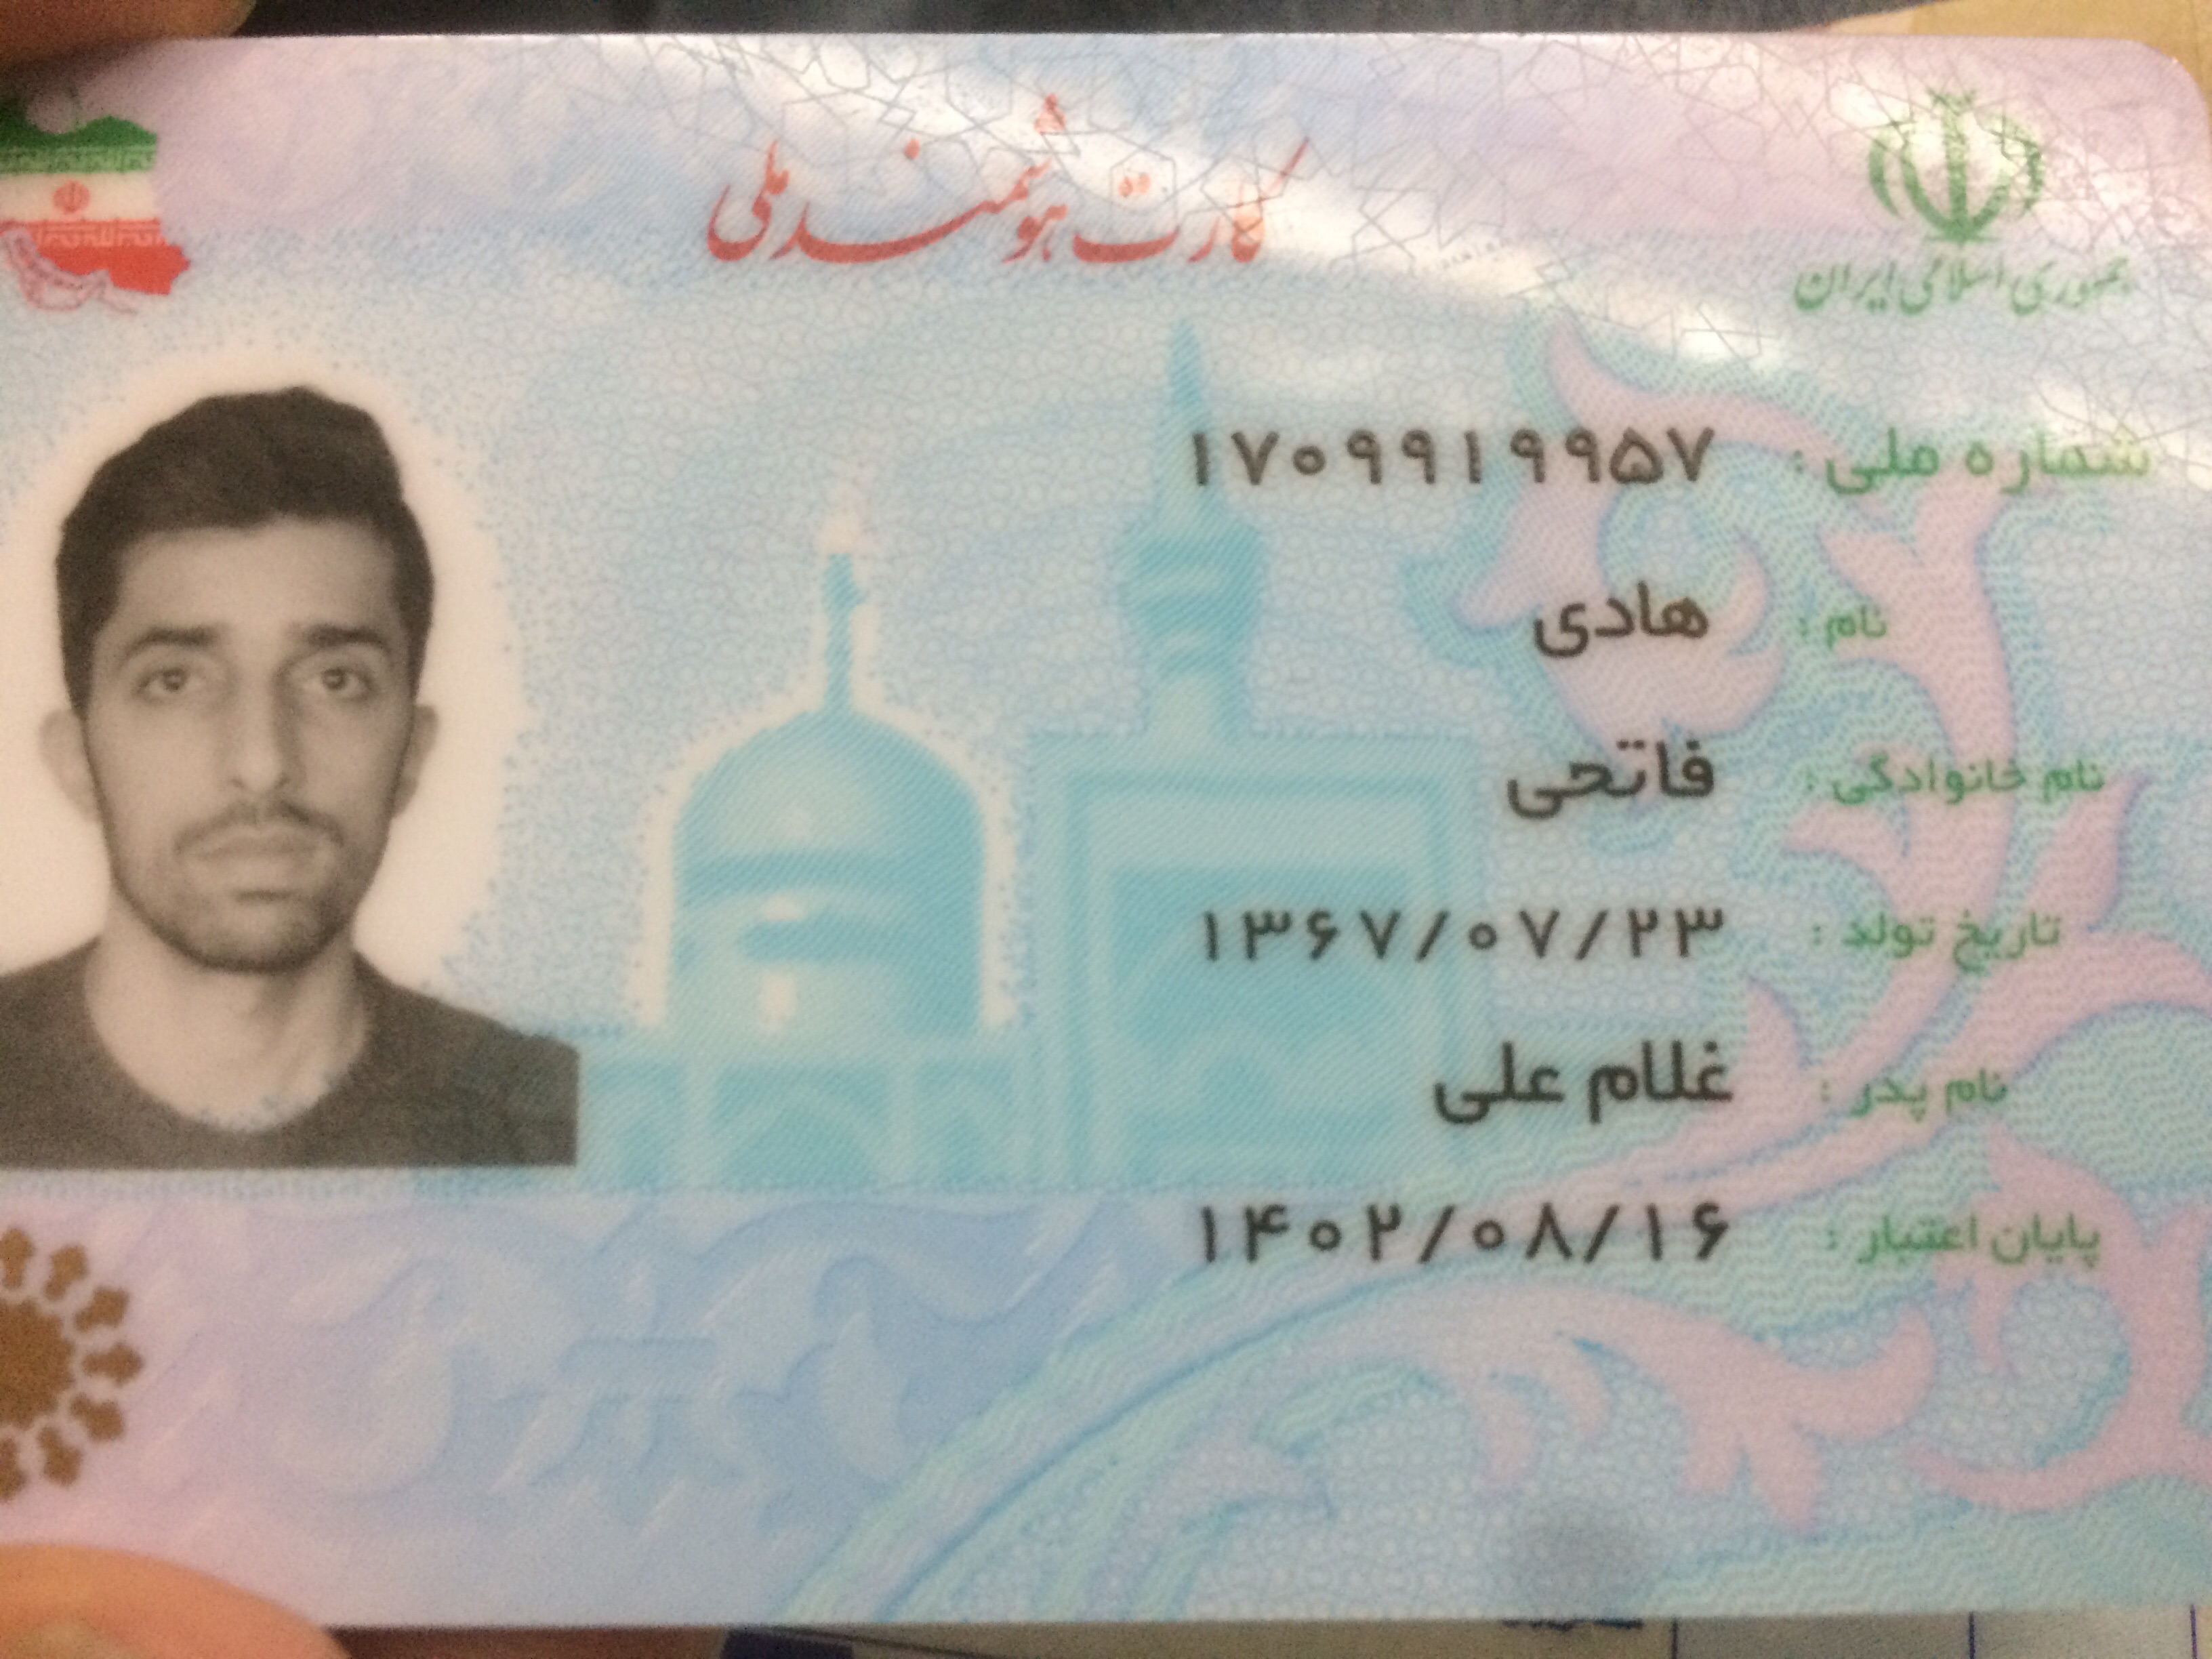 کارت هوشمند ملی
جمهوری اسلامی ایران
شماره ملی : ۱۷۰۹۹۱۹۹۵۷
نام : هادی
نام خانوادگی : فاتحی
تاریخ تولد : ۱۳۶۷/۰۷/۲۳
نام پدر : غلام علی
پایان اعتبار : ۱۴۰۲/۰۸/۱۶